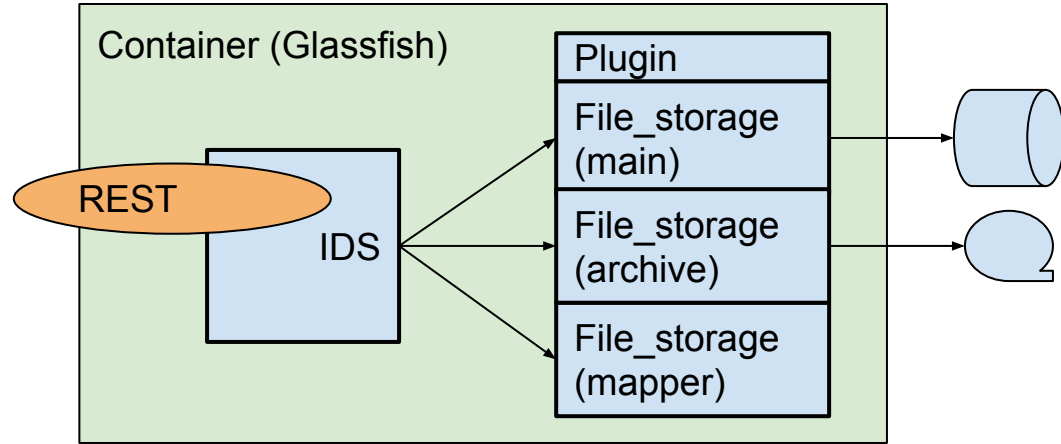 Container (Glassfish)
Plugin
File_storage
(main)
REST
IDS
File_storage
(archive)
File_storage
(mapper)